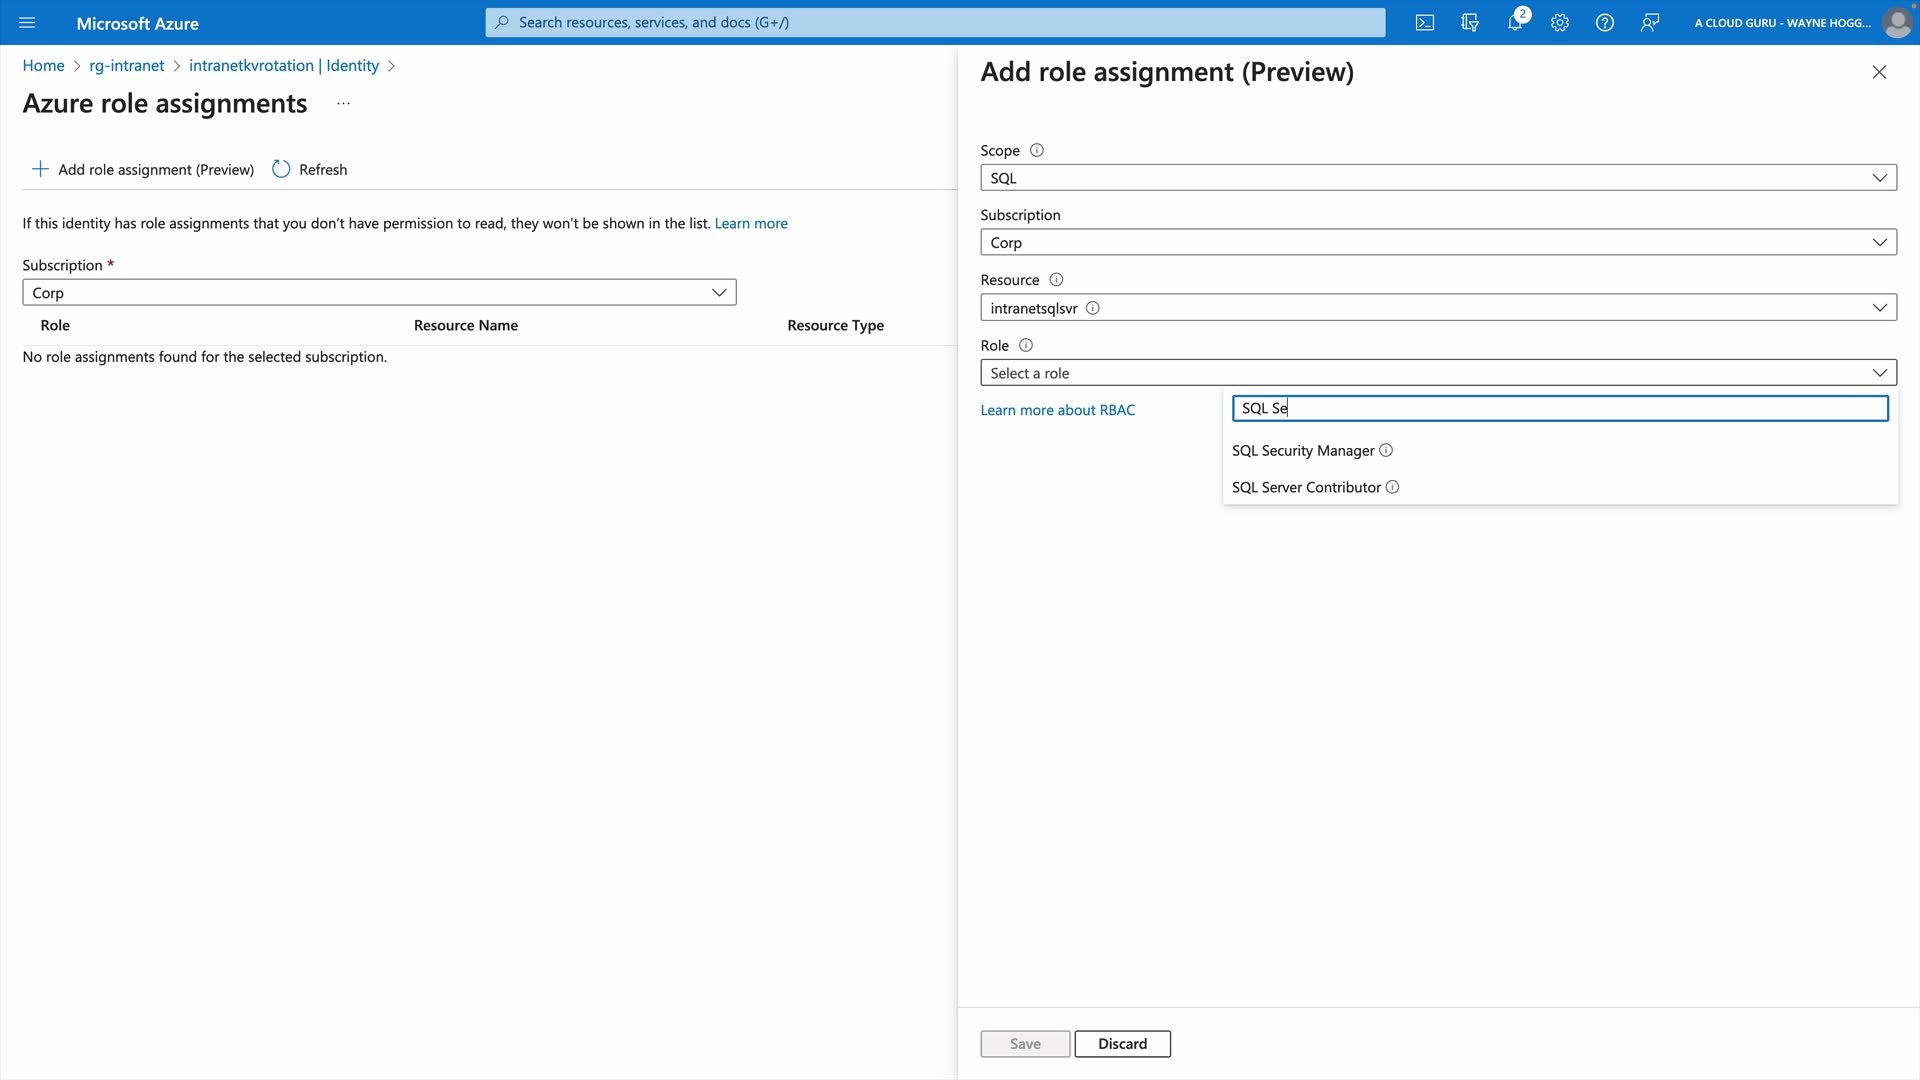 Microsoft Azure
Search resources, services, and docs (G+/)
2
A CLOUD GURU - WAYNE HOGG...
Home > rg-intranet > intranetkvrotation | Identity >
Azure role assignments ...
Add role assignment (Preview)
Refresh
If this identity has role assignments that you don't have permission to read, they won't be shown in the list. Learn more
Subscription *
Corp
Role Resource Name Resource Type
No role assignments found for the selected subscription.
Add role assignment (Preview)
Scope
SQL
Subscription
Corp
Resource
intranetsqlsvr
Role
Select a role
Learn more about RBAC
SQL Se
SQL Security Manager
SQL Server Contributor
Save
Discard